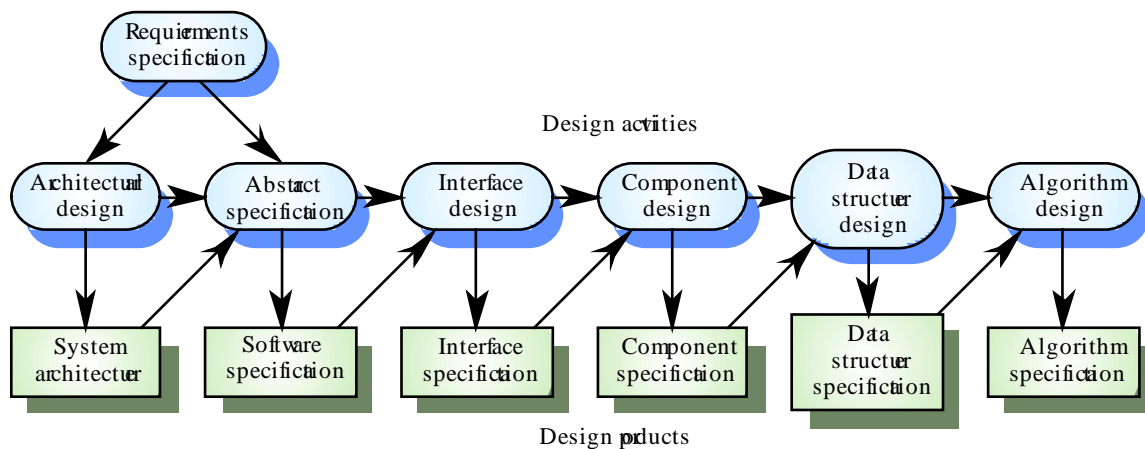 Requirements
specification
Design activities
Architectural
design
Abstract
specification
Interface
design
Component
design
Data
structure
design
Algorithm
design
System
architecture
Software
specification
Interface
specification
Component
specification
Data
structure
specification
Algorithm
specification
Design products